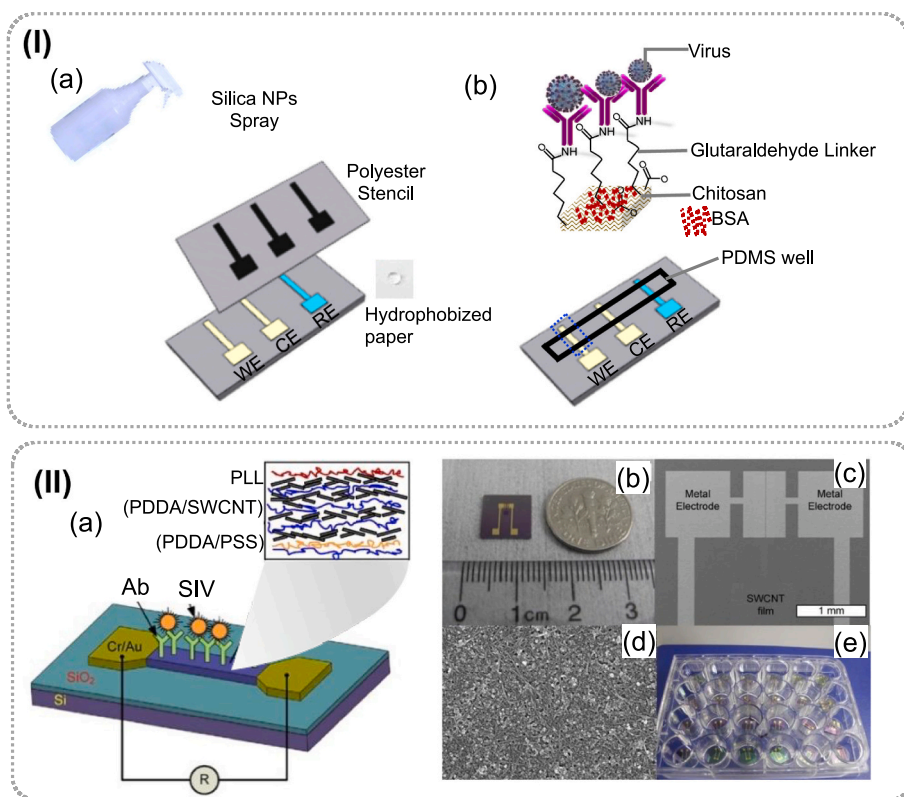 (I)
(a)
Silica NPs
Spray
Polyester
Stencil
Hydrophobized
paper
WE
CE
RE
(b)
Virus
NH
NH
NH
O
O
O
O
O
O
Glutaraldehyde Linker
Chitosan
BSA
PDMS well
WE
CE
RE
(II)
(a)
PLL
(PDDA/SWCNT)
(PDDA/PSS)
Ab
SIV
Cr/Au
SiO₂
Si
R
(b)
0 1 cm 2 3
(c)
Metal
Electrode
Metal
Electrode
SWCNT
film
1 mm
(d)
(e)